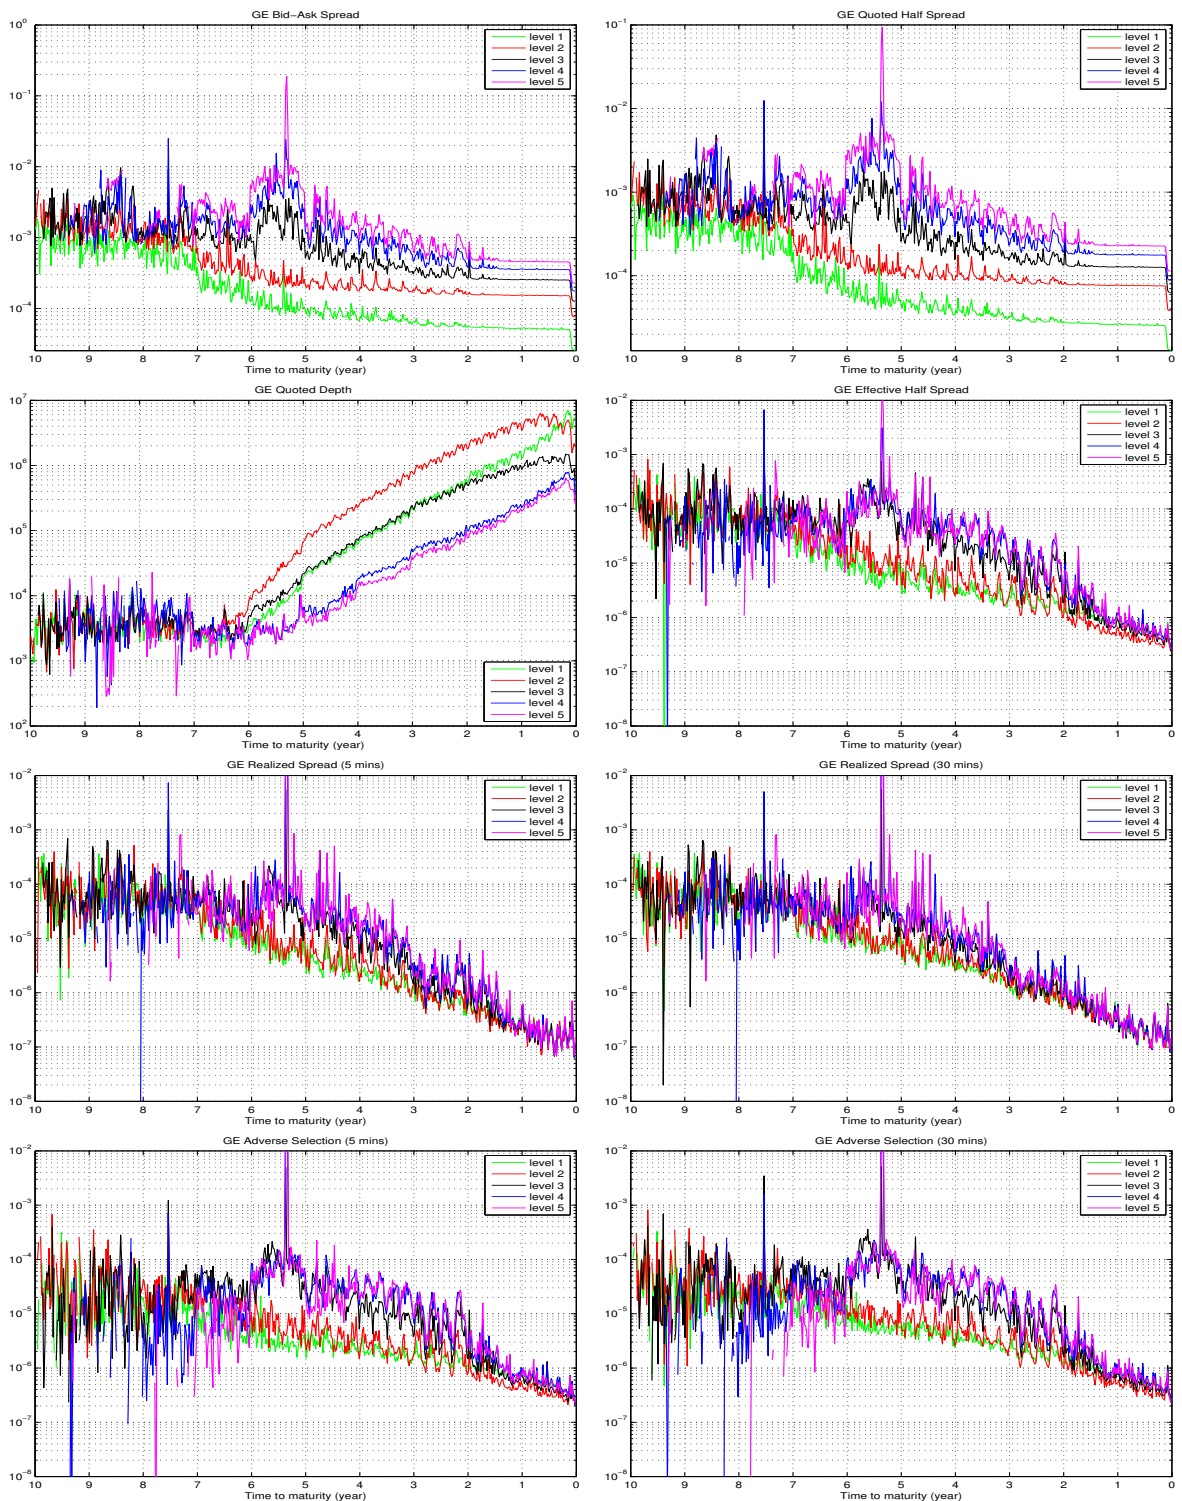 GE Bid−Ask Spread
10^0
10^−1
10^−2
10^−3
10^−4
level 1
level 2
level 3
level 4
level 5
10 9 8 7 6 5 4 3 2 1 0
Time to maturity (year)
GE Quoted Half Spread
10^−1
10^−2
10^−3
10^−4
level 1
level 2
level 3
level 4
level 5
10 9 8 7 6 5 4 3 2 1 0
Time to maturity (year)
GE Quoted Depth
10^7
10^6
10^5
10^4
10^3
10^2
level 1
level 2
level 3
level 4
level 5
10 9 8 7 6 5 4 3 2 1 0
Time to maturity (year)
GE Effective Half Spread
10^−2
10^−3
10^−4
10^−5
10^−6
10^−7
10^−8
level 1
level 2
level 3
level 4
level 5
10 9 8 7 6 5 4 3 2 1 0
Time to maturity (year)
GE Realized Spread (5 mins)
10^−2
10^−3
10^−4
10^−5
10^−6
10^−7
10^−8
level 1
level 2
level 3
level 4
level 5
10 9 8 7 6 5 4 3 2 1 0
Time to maturity (year)
GE Realized Spread (30 mins)
10^−2
10^−3
10^−4
10^−5
10^−6
10^−7
10^−8
level 1
level 2
level 3
level 4
level 5
10 9 8 7 6 5 4 3 2 1 0
Time to maturity (year)
GE Adverse Selection (5 mins)
10^−2
10^−3
10^−4
10^−5
10^−6
10^−7
10^−8
level 1
level 2
level 3
level 4
level 5
10 9 8 7 6 5 4 3 2 1 0
Time to maturity (year)
GE Adverse Selection (30 mins)
10^−2
10^−3
10^−4
10^−5
10^−6
10^−7
10^−8
level 1
level 2
level 3
level 4
level 5
10 9 8 7 6 5 4 3 2 1 0
Time to maturity (year)